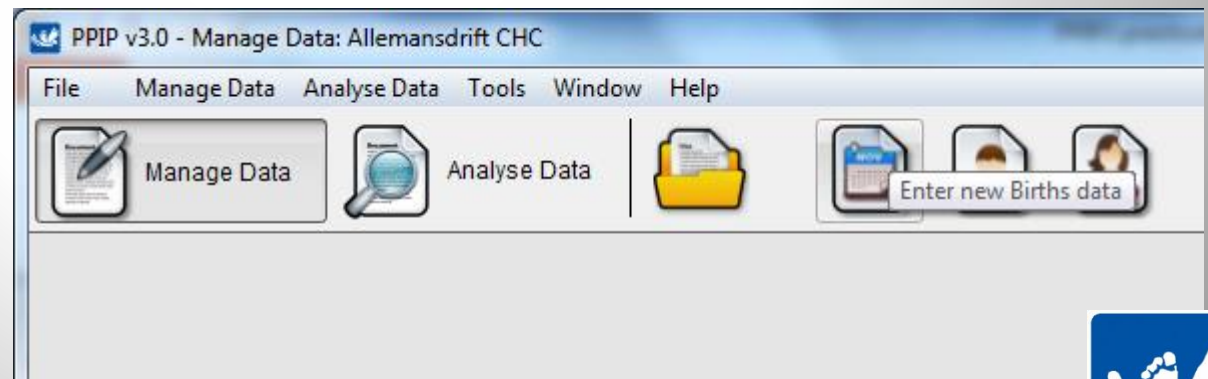 PPIP v3.0 - Manage Data: Allemansdrift CHC
File Manage Data Analyse Data Tools Window Help
Manage Data Analyse Data NOV Enter new Births data